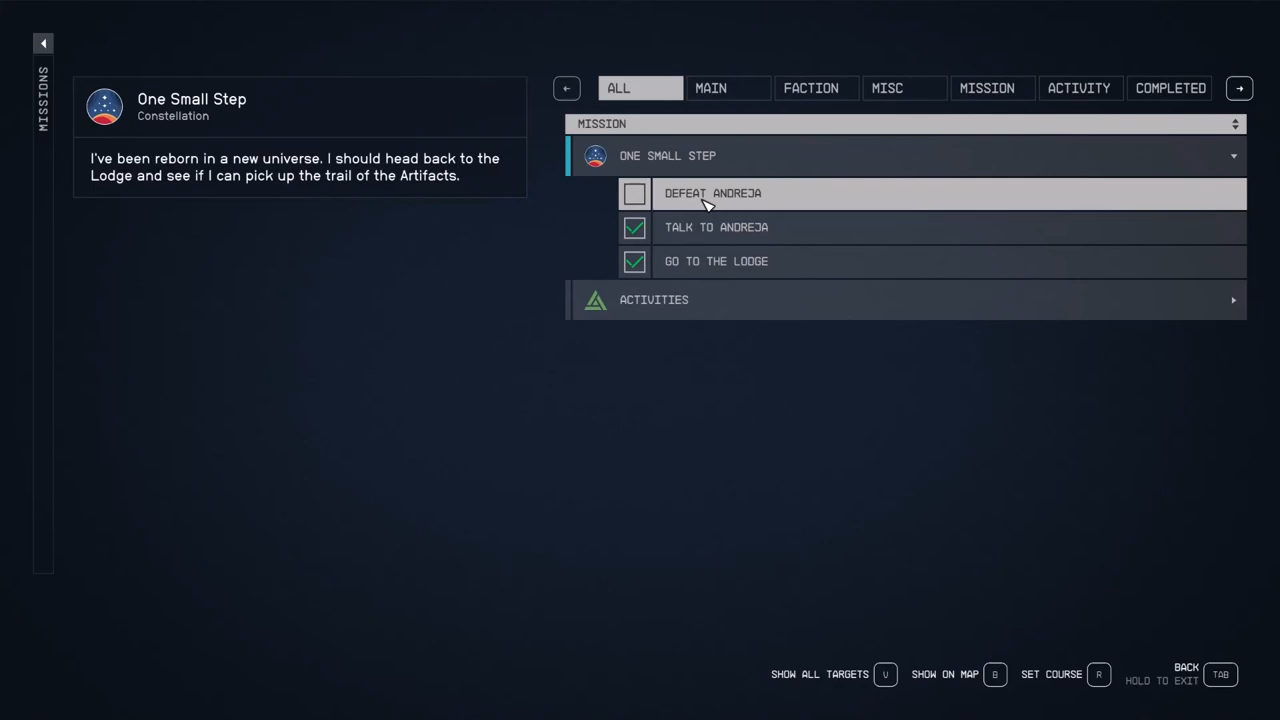 MISSIONS
One Small Step
Constellation
I've been reborn in a new universe. I should head back to the
Lodge and see if I can pick up the trail of the Artifacts.
ALL MAIN FACTION MISC MISSION ACTIVITY COMPLETED
MISSION
ONE SMALL STEP
DEFEAT ANDREJA
TALK TO ANDREJA
GO TO THE LODGE
ACTIVITIES
SHOW ALL TARGETS V SHOW ON MAP B SET COURSE R BACK TAB
HOLD TO EXIT